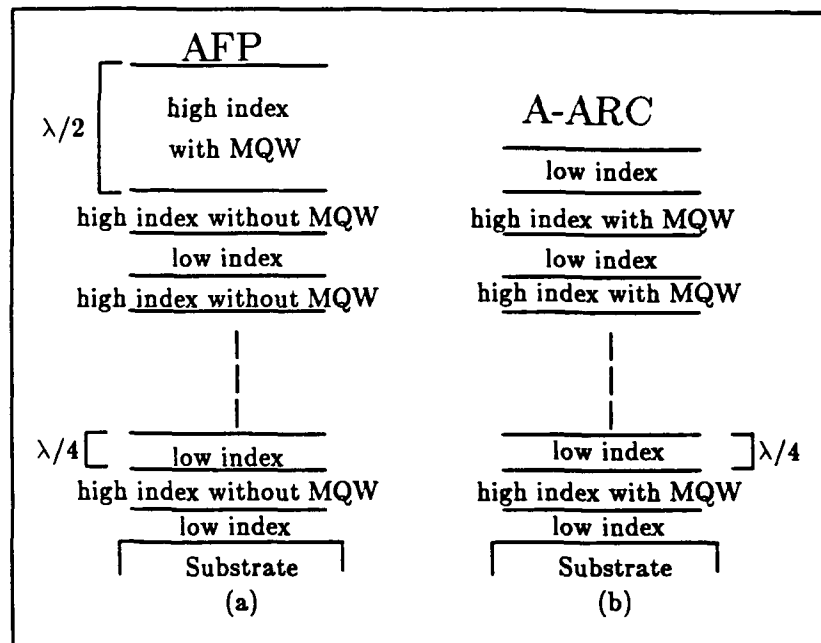 AFP
λ/2
high index
with MQW
high index without MQW
low index
high index without MQW
λ/4
low index
high index without MQW
low index
Substrate
(a)
A-ARC
low index
high index with MQW
low index
high index with MQW
low index
λ/4
high index with MQW
low index
Substrate
(b)